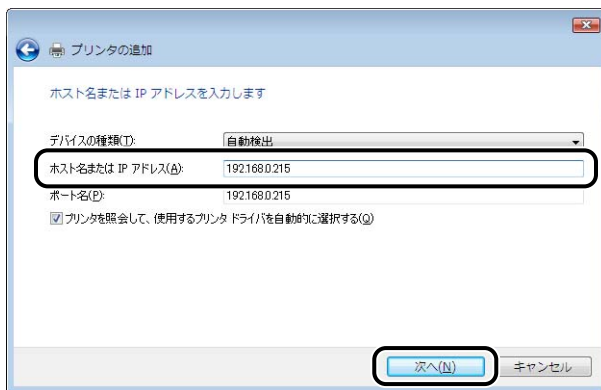 プリンタの追加
ホスト名または IP アドレスを入力します
デバイスの種類(T): 自動検出
ホスト名または IP アドレス(A): 192.168.0.215
ポート名(P): 192.168.0.215
プリンタを照会して、使用するプリンタ ドライバを自動的に選択する(Q)
次へ(N) キャンセル